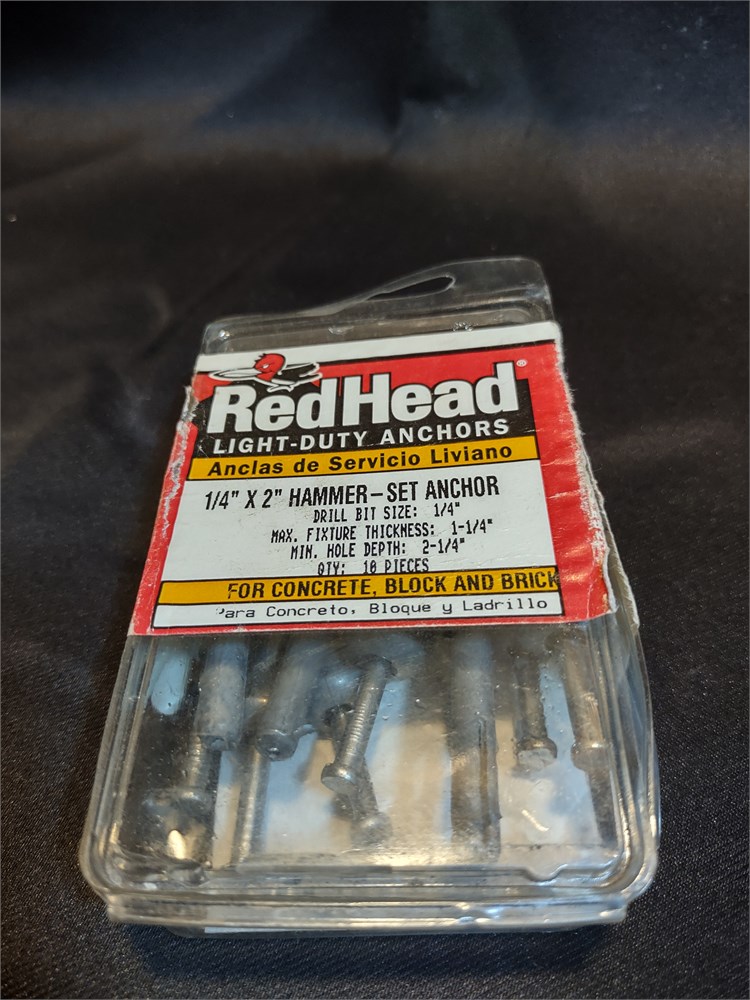 RedHead®
LIGHT-DUTY ANCHORS
Anclas de Servicio Liviano
1/4" X 2" HAMMER-SET ANCHOR
DRILL BIT SIZE: 1/4"
MAX. FIXTURE THICKNESS: 1-1/4"
MIN. HOLE DEPTH: 2-1/4"
QTY: 10 PIECES
FOR CONCRETE, BLOCK AND BRICK
Para Concreto, Bloque y Ladrillo